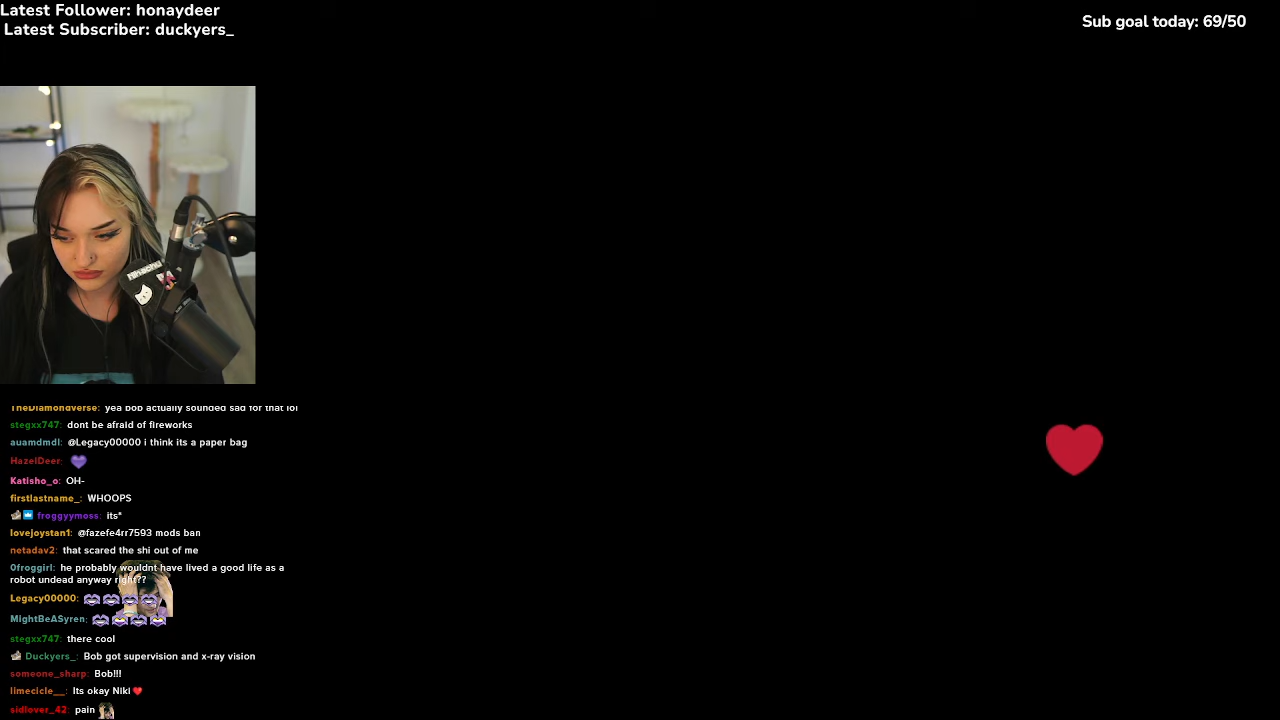 Latest Follower: honaydeer
Latest Subscriber: duckyers_
Sub goal today: 69/50
Nihachu
TheDiamondverse: yea bob actually sounded sad for that lol
stegxx747: dont be afraid of fireworks
auamdmdl: @Legacy00000 i think its a paper bag
HazelDeer:
Katisho_o: OH-
firstlastname_: WHOOPS
froggyymoss: its*
lovejoystan1: @fazefe4rr7593 mods ban
netadav2: that scared the shi out of me
0froggirl: he probably wouldnt have lived a good life as a
robot undead anyway right??
Legacy00000:
MightBeASyren:
stegxx747: there cool
Duckyers_: Bob got supervision and x-ray vision
someone_sharp: Bob!!!
limecicle__: Its okay Niki
sidlover_42: pain